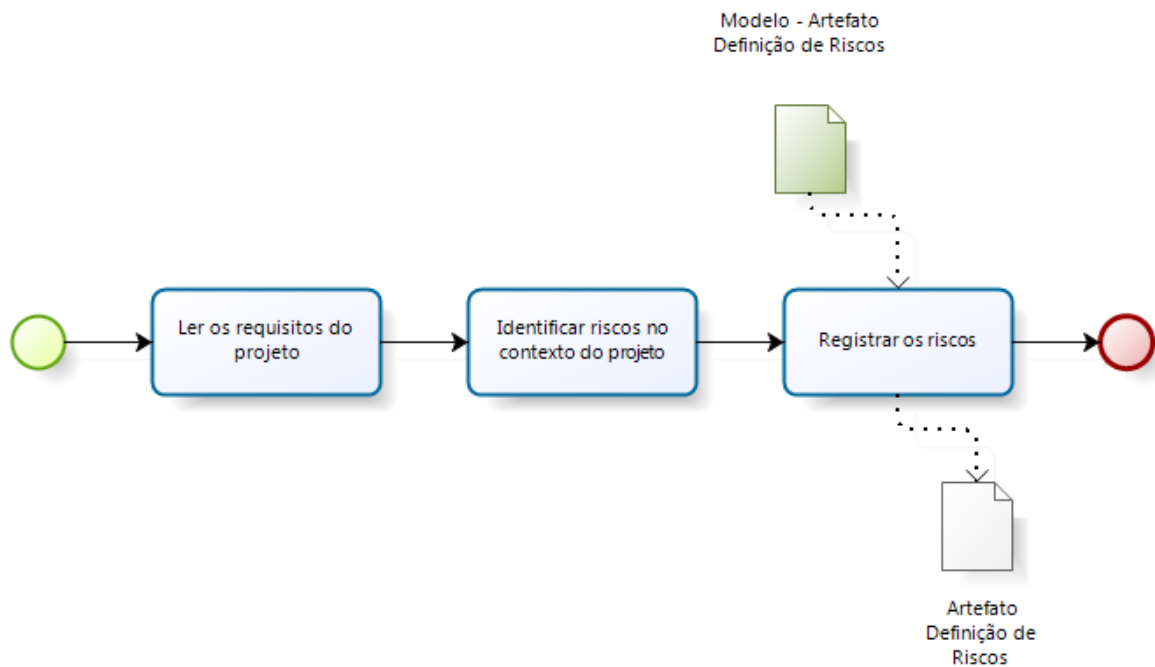 Modelo - Artefato
Definição de Riscos
Ler os requisitos do
projeto
Identificar riscos no
contexto do projeto
Registrar os riscos
Artefato
Definição de
Riscos